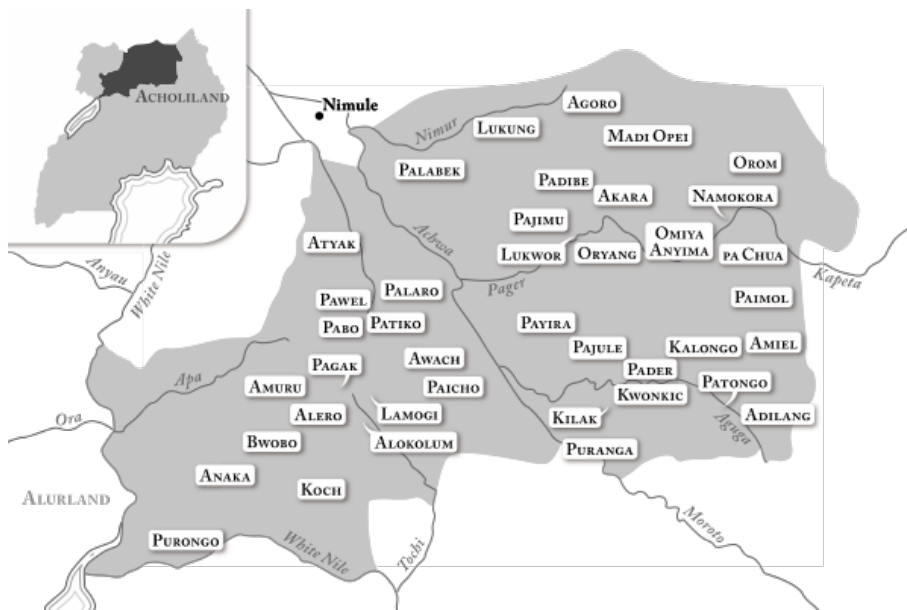 ACHOLILAND
Nimule
AGORO
Nimur
LUKUNG
MADI OPEI
PALABEK
OROM
PADIBE
AKARA
NAMOKORA
PAJIMU
Achwa
ATYAK
LUKWOR
ORYANG
OMIYA
ANYIMA
PA CHUA
Kapeta
Anyau
White Nile
Pager
PALARO
PAWEL
PAIMOL
PABO
PATIKO
PAYIRA
PAJULE
KALONGO
AMIEL
PAGAK
AWACH
PADER
Apa
AMURU
PAICHO
PATONGO
KWONKIC
ALERO
LAMOGI
KILAK
Aguga
ADILANG
Ora
BWOBO
ALOKOLUM
PURANGA
ANAKA
KOCH
ALURLAND
PURONGO
White Nile
Tochi
Moroto